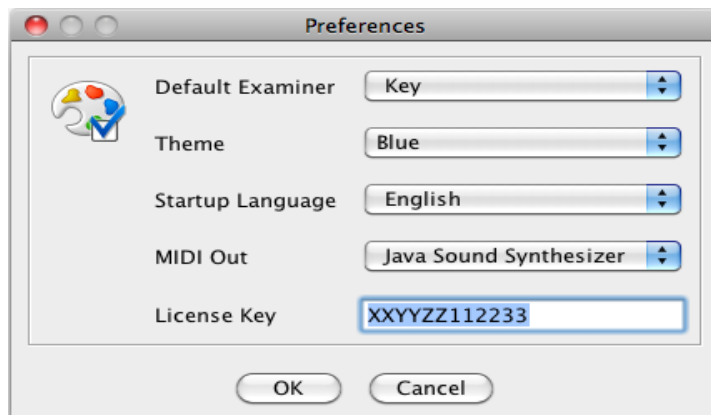 Preferences
Default Examiner Key
Theme Blue
Startup Language English
MIDI Out Java Sound Synthesizer
License Key XXYYZZ112233
OK Cancel